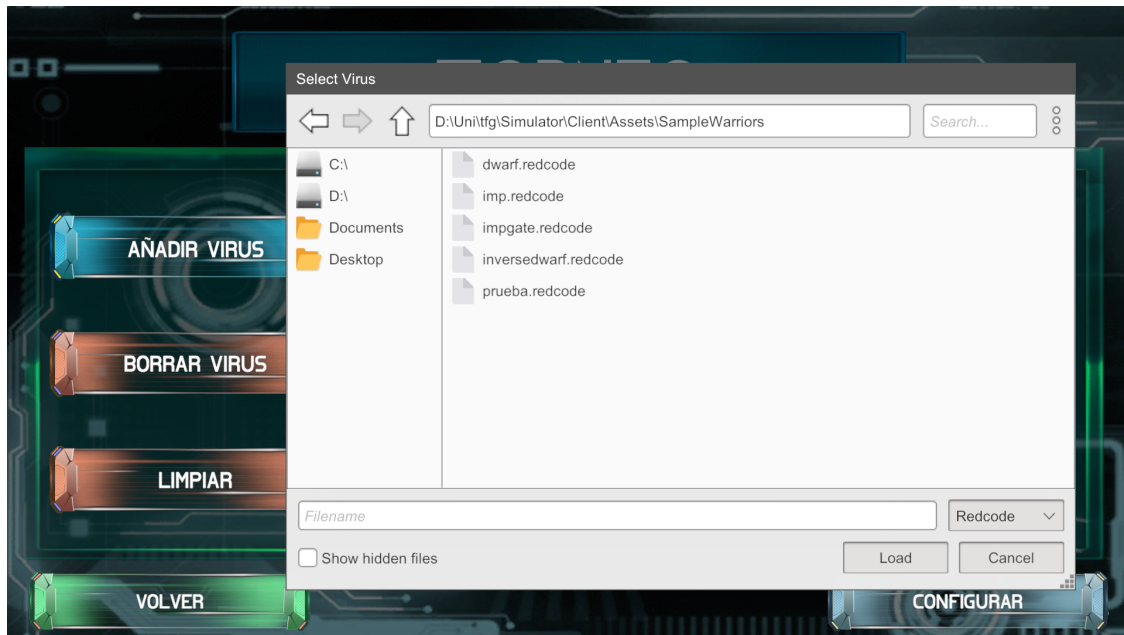 Select Virus
D:\Uni\tfg\Simulator\Client\Assets\SampleWarriors
Search...
C:\
D:\
Documents
Desktop
dwarf.redcode
imp.redcode
impgate.redcode
inversedwarf.redcode
prueba.redcode
Filename
Redcode
Show hidden files
Load
Cancel
AÑADIR VIRUS
BORRAR VIRUS
LIMPIAR
VOLVER
CONFIGURAR